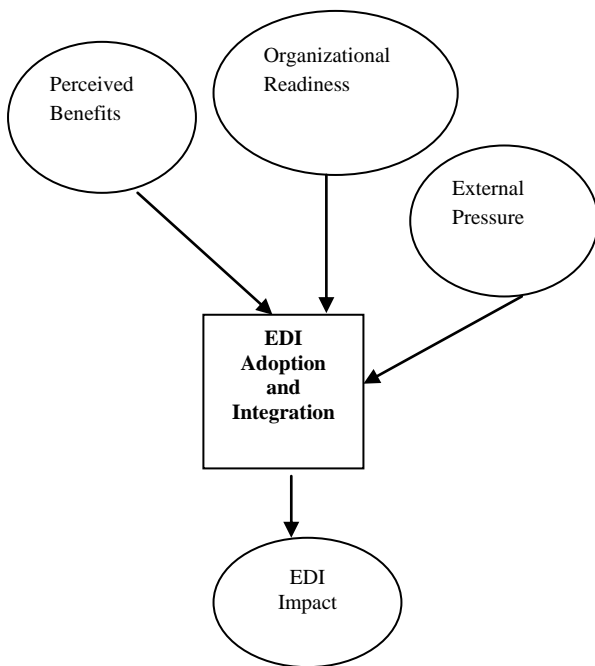 Perceived
Benefits
Organizational
Readiness
External
Pressure
EDI
Adoption
and
Integration
EDI
Impact